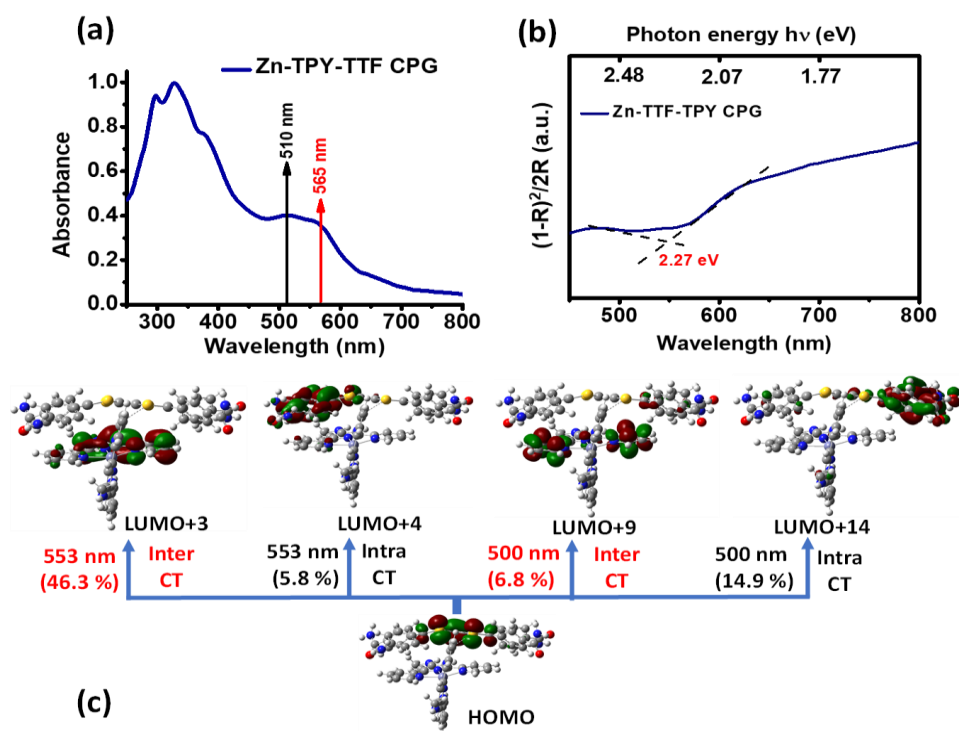 (a)
Zn-TPY-TTF CPG
510 nm
565 nm
1.0
0.8
0.6
0.4
0.2
0.0
Absorbance
300 400 500 600 700 800
Wavelength (nm)
(b)
Photon energy hν (eV)
2.48 2.07 1.77
Zn-TTF-TPY CPG
(1-R)²/2R (a.u.)
2.27 eV
500 600 700 800
Wavelength (nm)
LUMO+3 LUMO+4 LUMO+9 LUMO+14
553 nm Inter 553 nm Intra 500 nm Inter 500 nm Intra
(46.3 %) CT (5.8 %) CT (6.8 %) CT (14.9 %) CT
(c)
HOMO